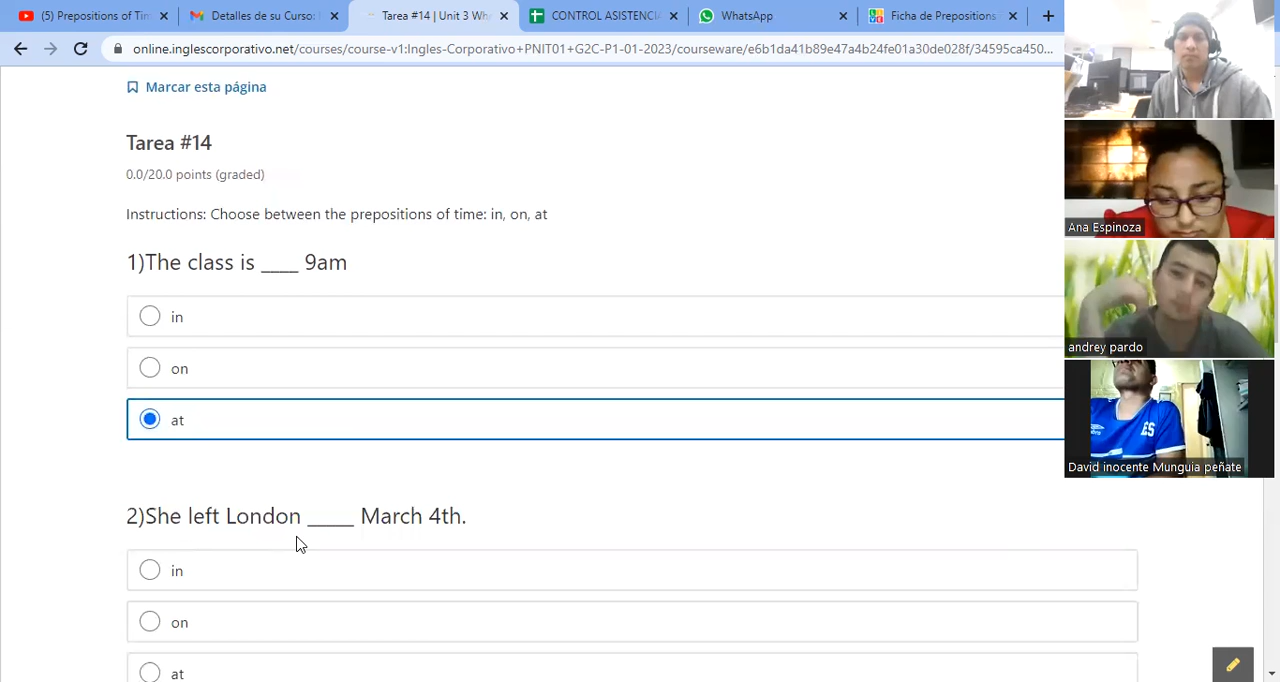 (5) Prepositions of Tim
Detalles de su Curso:
Tarea #14 | Unit 3 Wh
CONTROL ASISTENCI
WhatsApp
Ficha de Prepositions
online.inglescorporativo.net/courses/course-v1:Ingles-Corporativo+PNIT01+G2C-P1-01-2023/courseware/e6b1da41b89e47a4b24fe01a30de028f/34595ca450...
Marcar esta página
Tarea #14
0.0/20.0 points (graded)
Instructions: Choose between the prepositions of time: in, on, at
1)The class is ____ 9am
in
on
at
2)She left London ____ March 4th.
in
on
at
Ana Espinoza
andrey pardo
ES
David inocente Munguia peñate